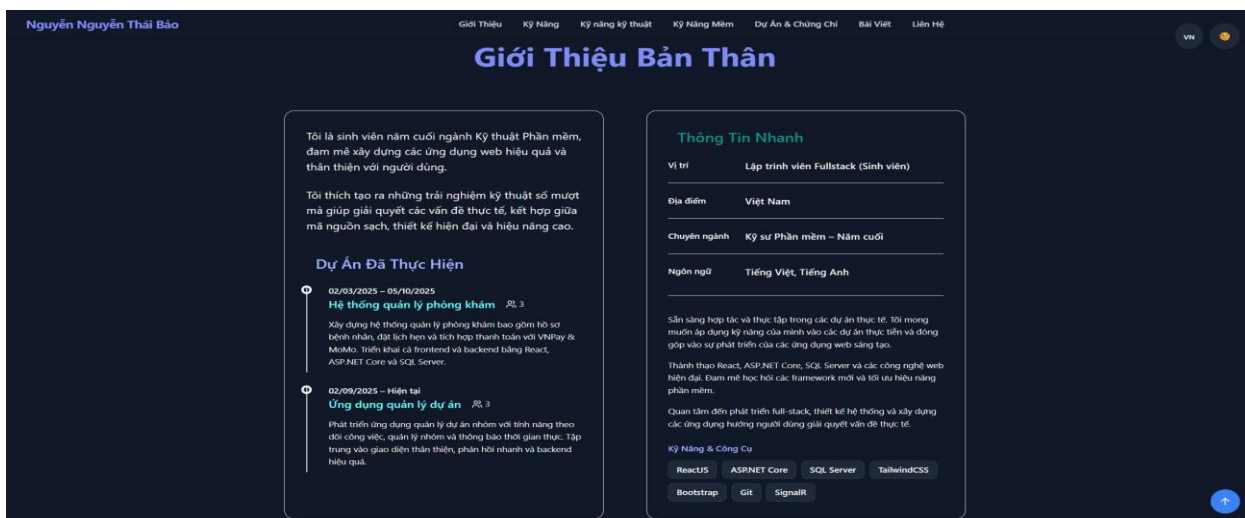 Nguyễn Nguyễn Thái Bảo
Giới Thiệu Kỹ Năng Kỹ năng kỹ thuật Kỹ Năng Mềm Dự Án & Chứng Chỉ Bài Viết Liên Hệ
VN
Giới Thiệu Bản Thân
Tôi là sinh viên năm cuối ngành Kỹ thuật Phần mềm,
đam mê xây dựng các ứng dụng web hiệu quả và
thân thiện với người dùng.
Tôi thích tạo ra những trải nghiệm kỹ thuật số mượt
mà giúp giải quyết các vấn đề thực tế, kết hợp giữa
mã nguồn sạch, thiết kế hiện đại và hiệu năng cao.
Dự Án Đã Thực Hiện
02/03/2025 – 05/10/2025
Hệ thống quản lý phòng khám 3
Xây dựng hệ thống quản lý phòng khám bao gồm hồ sơ
bệnh nhân, đặt lịch hẹn và tích hợp thanh toán với VNPay &
MoMo. Triển khai cả frontend và backend bằng React,
ASP.NET Core và SQL Server.
02/09/2025 – Hiện tại
Ứng dụng quản lý dự án 3
Phát triển ứng dụng quản lý dự án nhóm với tính năng theo
dõi công việc, quản lý nhóm và thông báo thời gian thực. Tập
trung vào giao diện thân thiện, phản hồi nhanh và backend
hiệu quả.
Thông Tin Nhanh
Vị trí Lập trình viên Fullstack (Sinh viên)
Địa điểm Việt Nam
Chuyên ngành Kỹ sư Phần mềm – Năm cuối
Ngôn ngữ Tiếng Việt, Tiếng Anh
Sẵn sàng hợp tác và thực tập trong các dự án thực tế. Tôi mong
muốn áp dụng kỹ năng của mình vào các dự án thực tiễn và đóng
góp vào sự phát triển của các ứng dụng web sáng tạo.
Thành thạo React, ASP.NET Core, SQL Server và các công nghệ web
hiện đại. Đam mê học hỏi các framework mới và tối ưu hiệu năng
phần mềm.
Quan tâm đến phát triển full-stack, thiết kế hệ thống và xây dựng
các ứng dụng hướng người dùng giải quyết vấn đề thực tế.
Kỹ Năng & Công Cụ
ReactJS ASP.NET Core SQL Server TailwindCSS
Bootstrap Git SignalR